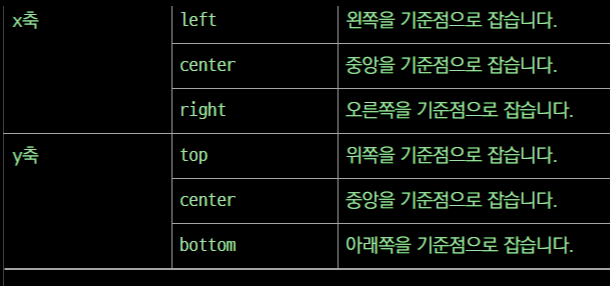 x축 left 왼쪽을 기준점으로 잡습니다.
center 중앙을 기준점으로 잡습니다.
right 오른쪽을 기준점으로 잡습니다.
y축 top 위쪽을 기준점으로 잡습니다.
center 중앙을 기준점으로 잡습니다.
bottom 아래쪽을 기준점으로 잡습니다.